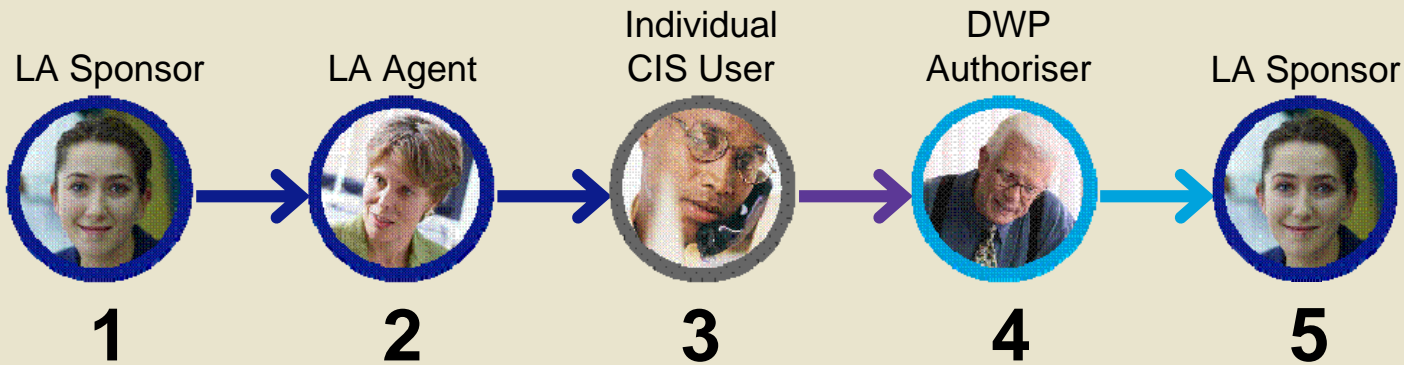 LA Sponsor
LA Agent
Individual
CIS User
DWP
Authoriser
LA Sponsor
1
2
3
4
5